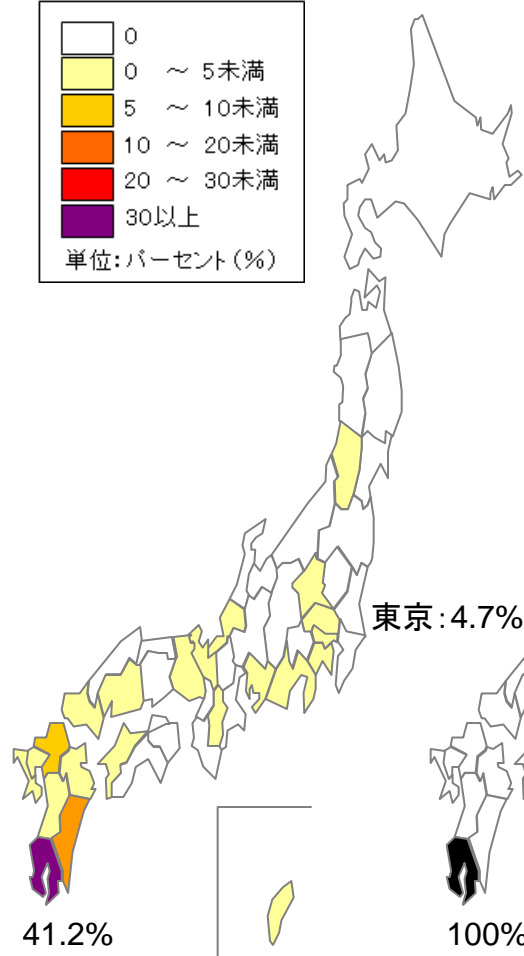 0
0 ～ 5未満
5 ～ 10未満
10 ～ 20未満
20 ～ 30未満
30以上
単位:パーセント(%)
東京:4.7%
41.2%
100%